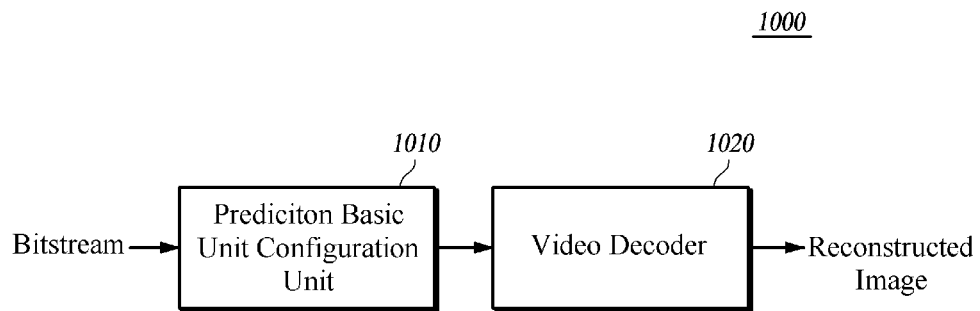 1000
1010
1020
Bitstream
Prediciton Basic
Unit Configuration
Unit
Video Decoder
Reconstructed
Image